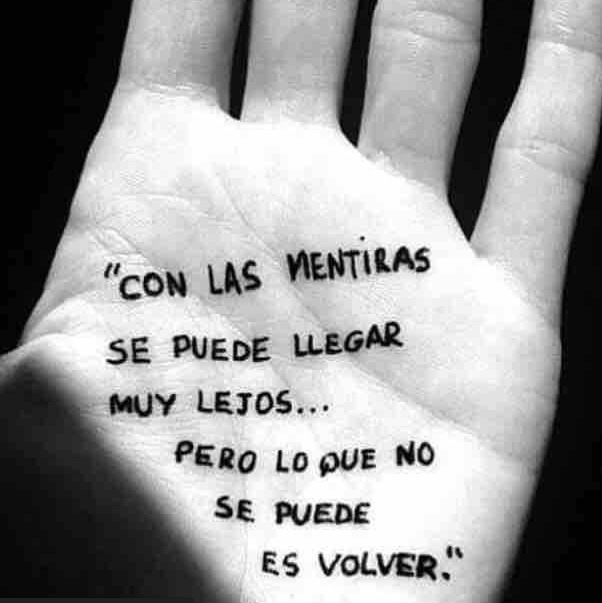 "CON LAS MENTIRAS
SE PUEDE LLEGAR
MUY LEJOS...
PERO LO QUE NO
SE PUEDE
ES VOLVER."